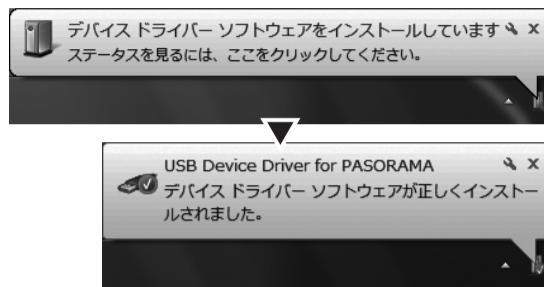 デバイス ドライバー ソフトウェアをインストールしています
ステータスを見るには、ここをクリックしてください。
USB Device Driver for PASORAMA
デバイス ドライバー ソフトウェアが正しくインストー
ルされました。